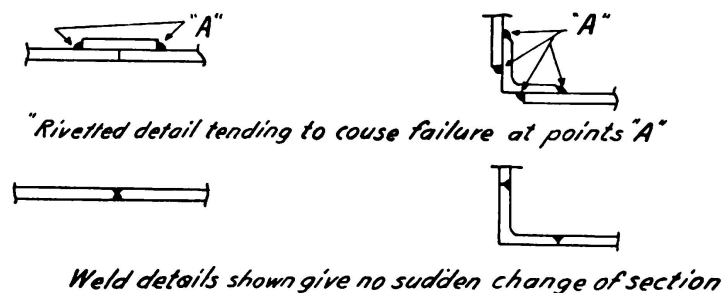 "A"
"A"
"Rivetted detail tending to couse failure at points "A"
Weld details shown give no sudden change of section